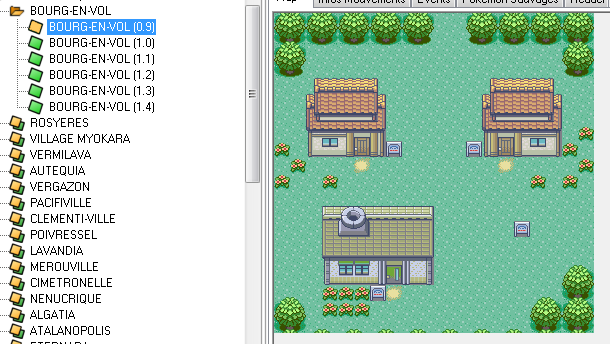 Infos Mouvements Events Pokémon Sauvages Header
BOURG-EN-VOL
BOURG-EN-VOL (0.9)
BOURG-EN-VOL (1.0)
BOURG-EN-VOL (1.1)
BOURG-EN-VOL (1.2)
BOURG-EN-VOL (1.3)
BOURG-EN-VOL (1.4)
ROSYERES
VILLAGE MYOKARA
VERMILAVA
AUTEQUIA
VERGAZON
PACIFIVILLE
CLEMENTI-VILLE
POIVRESSEL
LAVANDIA
MEROUVILLE
CIMETRONELLE
NENUCRIQUE
ALGATIA
ATALANOPOLIS